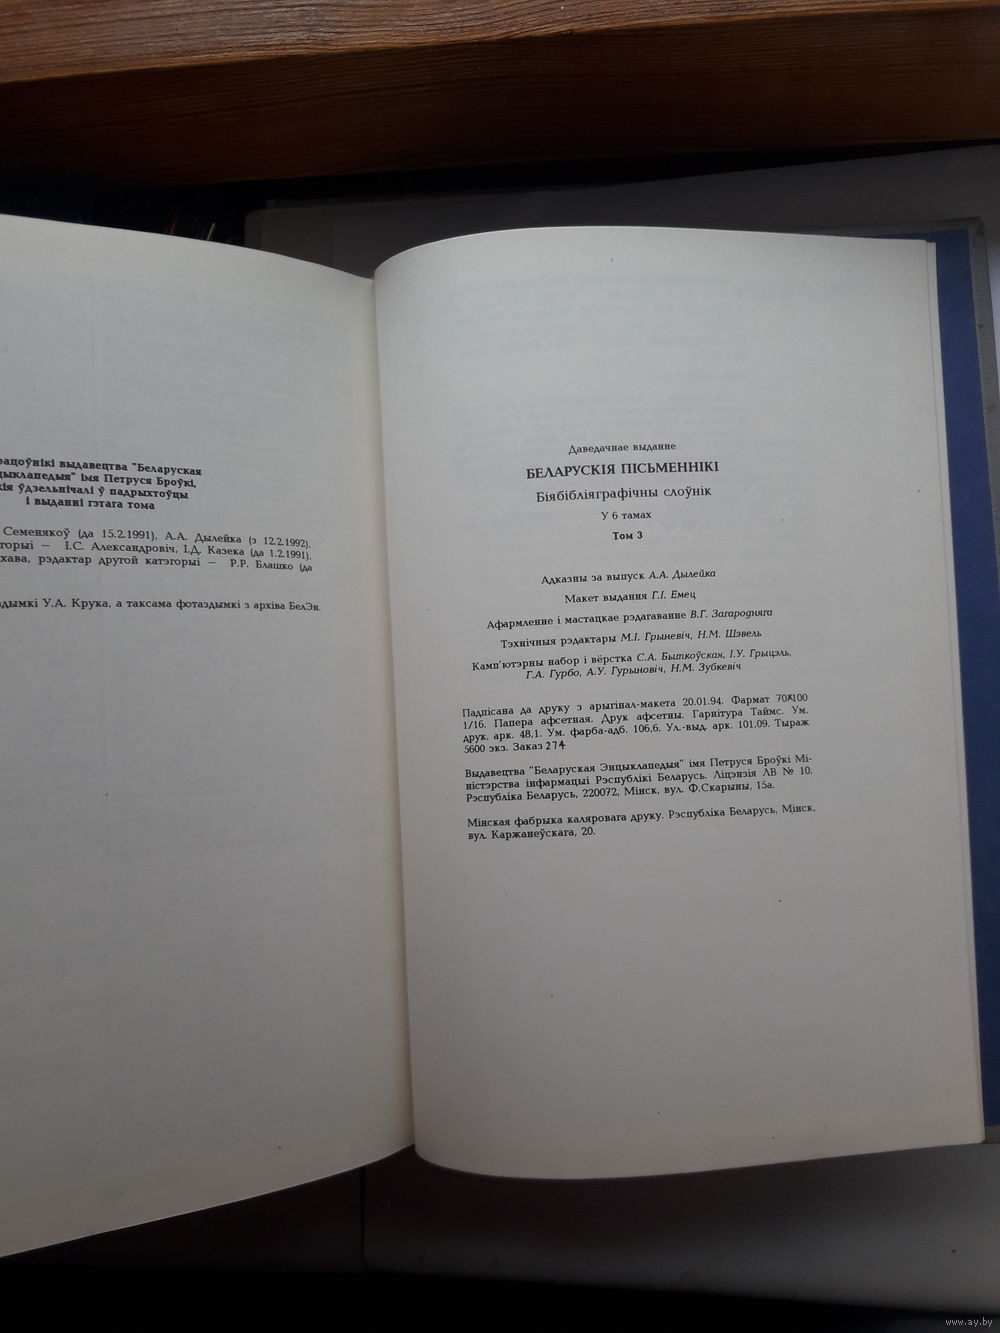 выдавецтва "Беларуская
імя Петруся Броўкі,
ўдзельнічалі ў падрыхтоўцы
і выданні гэтага тома
Семенякоў (да 15.2.1991), А.А. Дылейка (з 12.2.1992),
І.С. Александровіч, І.Д. Казека (да 1.2.1991),
рэдактар другой катэгорыі — Р.Р. Блашко (да
У.А. Крука, а таксама фотаздымкі з архіва БелЭн.
Даведачнае выданне
БЕЛАРУСКІЯ ПІСЬМЕННІКІ
Біябібліяграфічны слоўнік
У 6 тамах
Том 3
Адказны за выпуск А.А. Дылейка
Макет выдання Г.І. Емец
Афармленне і мастацкае рэдагаванне В.Г. Загародняга
Тэхнічныя рэдактары М.І. Грыневіч, Н.М. Шэвель
Камп'ютэрны набор і вёрстка С.А. Быткоўская, І.У. Грыцэль,
Г.А. Гурбо, А.У. Гурыновіч, Н.М. Зубкевіч
Падпісана да друку з арыгінал-макета 20.01.94. Фармат 70×100
1/16. Папера афсетная. Друк афсетны. Гарнітура Таймс. Ум.
друк. арк. 48,1. Ум. фарба-адб. 106,6. Ул.-выд. арк. 101,09. Тыраж
5600 экз. Заказ 274
Выдавецтва "Беларуская Энцыклапедыя" імя Петруся Броўкі Мі-
ністэрства інфармацыі Рэспублікі Беларусь. Ліцэнзія ЛВ № 10.
Рэспубліка Беларусь, 220072, Мінск, вул. Ф.Скарыны, 15а.
Мінская фабрыка каляровага друку. Рэспубліка Беларусь, Мінск,
вул. Каржанеўскага, 20.
www.ay.by